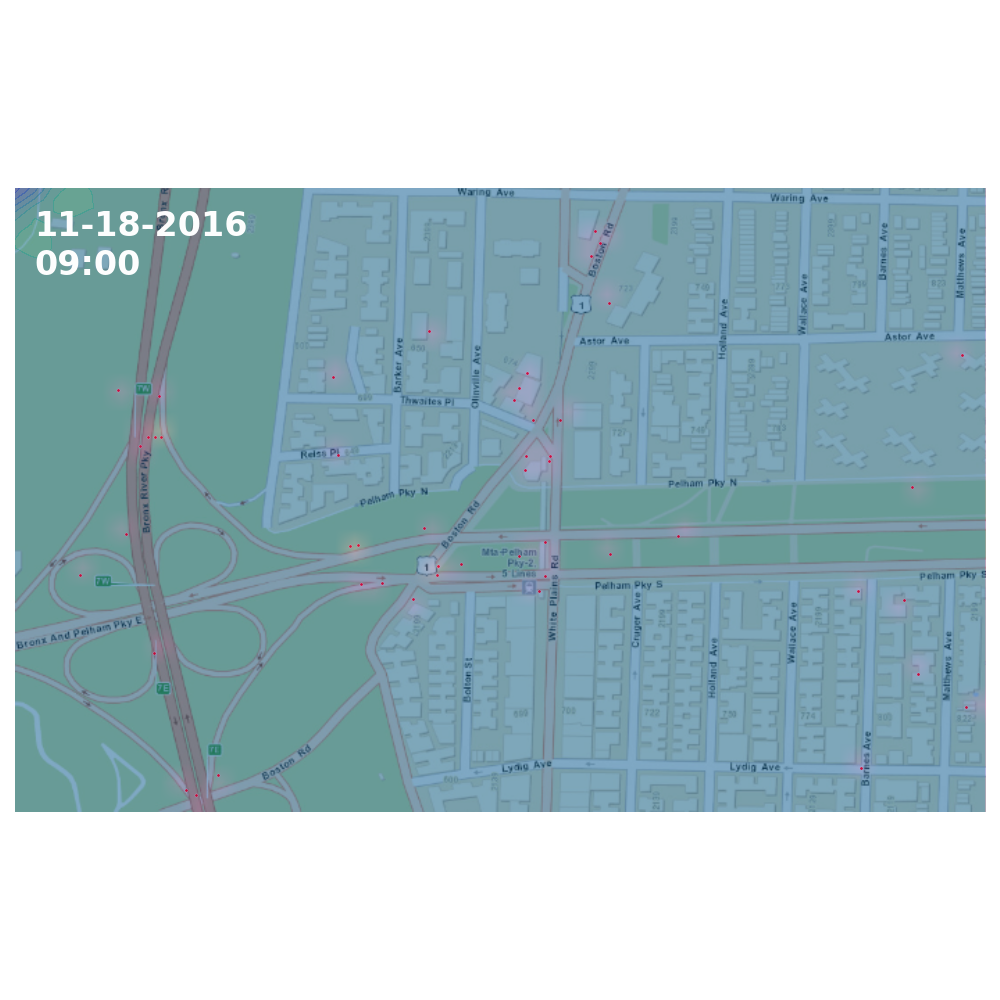 11-18-2016
09:00
Waring Ave
Waring Ave
Boston Rd
1
Barnes Ave
Matthews Ave
Wallace Ave
Holland Ave
Astor Ave
Astor Ave
Barker Ave
Olinville Ave
Thwaites Pl
Reiss Pl
7W
Bronx River Pky
Pelham Pky N
Pelham Pky N
Boston Rd
1
Mta-Pelham
Pky-2,
5 Lines
White Plains Rd
7W
Pelham Pky S
Pelham Pky S
Bronx And Pelham Pky E
Cruger Ave
Holland Ave
Wallace Ave
Matthews Ave
Bolton St
7E
7E
Boston Rd
Lydig Ave
Lydig Ave
Barnes Ave